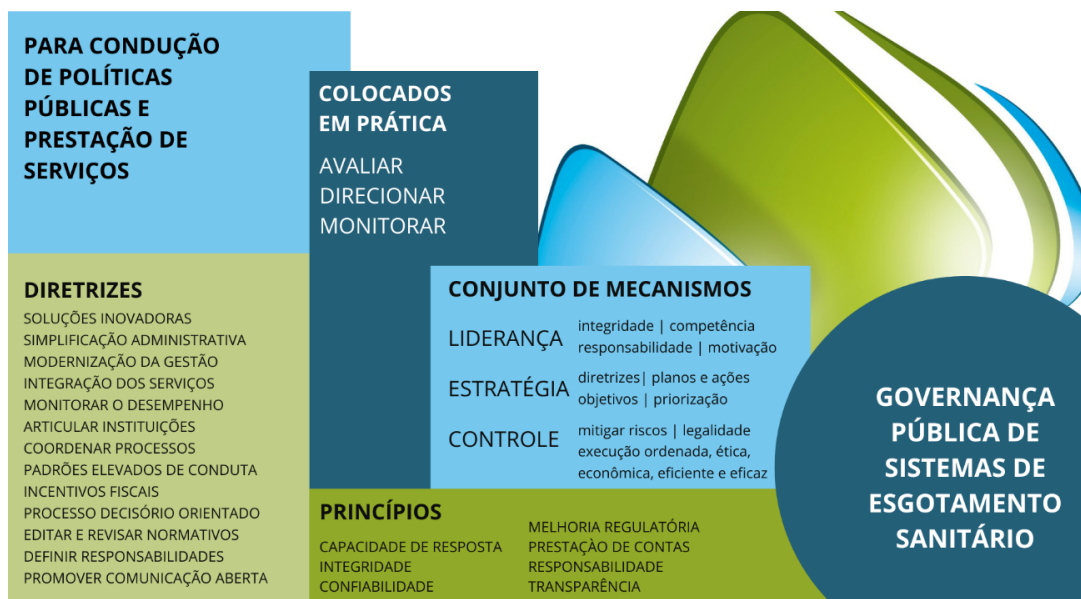 PARA CONDUÇÃO
DE POLÍTICAS
PÚBLICAS E
PRESTAÇÃO DE
SERVIÇOS
COLOCADOS
EM PRÁTICA
AVALIAR
DIRECIONAR
MONITORAR
DIRETRIZES
SOLUÇÕES INOVADORAS
SIMPLIFICAÇÃO ADMINISTRATIVA
MODERNIZAÇÃO DA GESTÃO
INTEGRAÇÃO DOS SERVIÇOS
MONITORAR O DESEMPENHO
ARTICULAR INSTITUIÇÕES
COORDENAR PROCESSOS
PADRÕES ELEVADOS DE CONDUTA
INCENTIVOS FISCAIS
PROCESSO DECISÓRIO ORIENTADO
EDITAR E REVISAR NORMATIVOS
DEFINIR RESPONSABILIDADES
PROMOVER COMUNICAÇÃO ABERTA
CONJUNTO DE MECANISMOS
LIDERANÇA
integridade | competência
responsabilidade | motivação
ESTRATÉGIA
diretrizes| planos e ações
objetivos | priorização
CONTROLE
mitigar riscos | legalidade
execução ordenada, ética,
econômica, eficiente e eficaz
PRINCÍPIOS
CAPACIDADE DE RESPOSTA
INTEGRIDADE
CONFIABILIDADE
MELHORIA REGULATÓRIA
PRESTAÇÀO DE CONTAS
RESPONSABILIDADE
TRANSPARÊNCIA
GOVERNANÇA
PÚBLICA DE
SISTEMAS DE
ESGOTAMENTO
SANITÁRIO